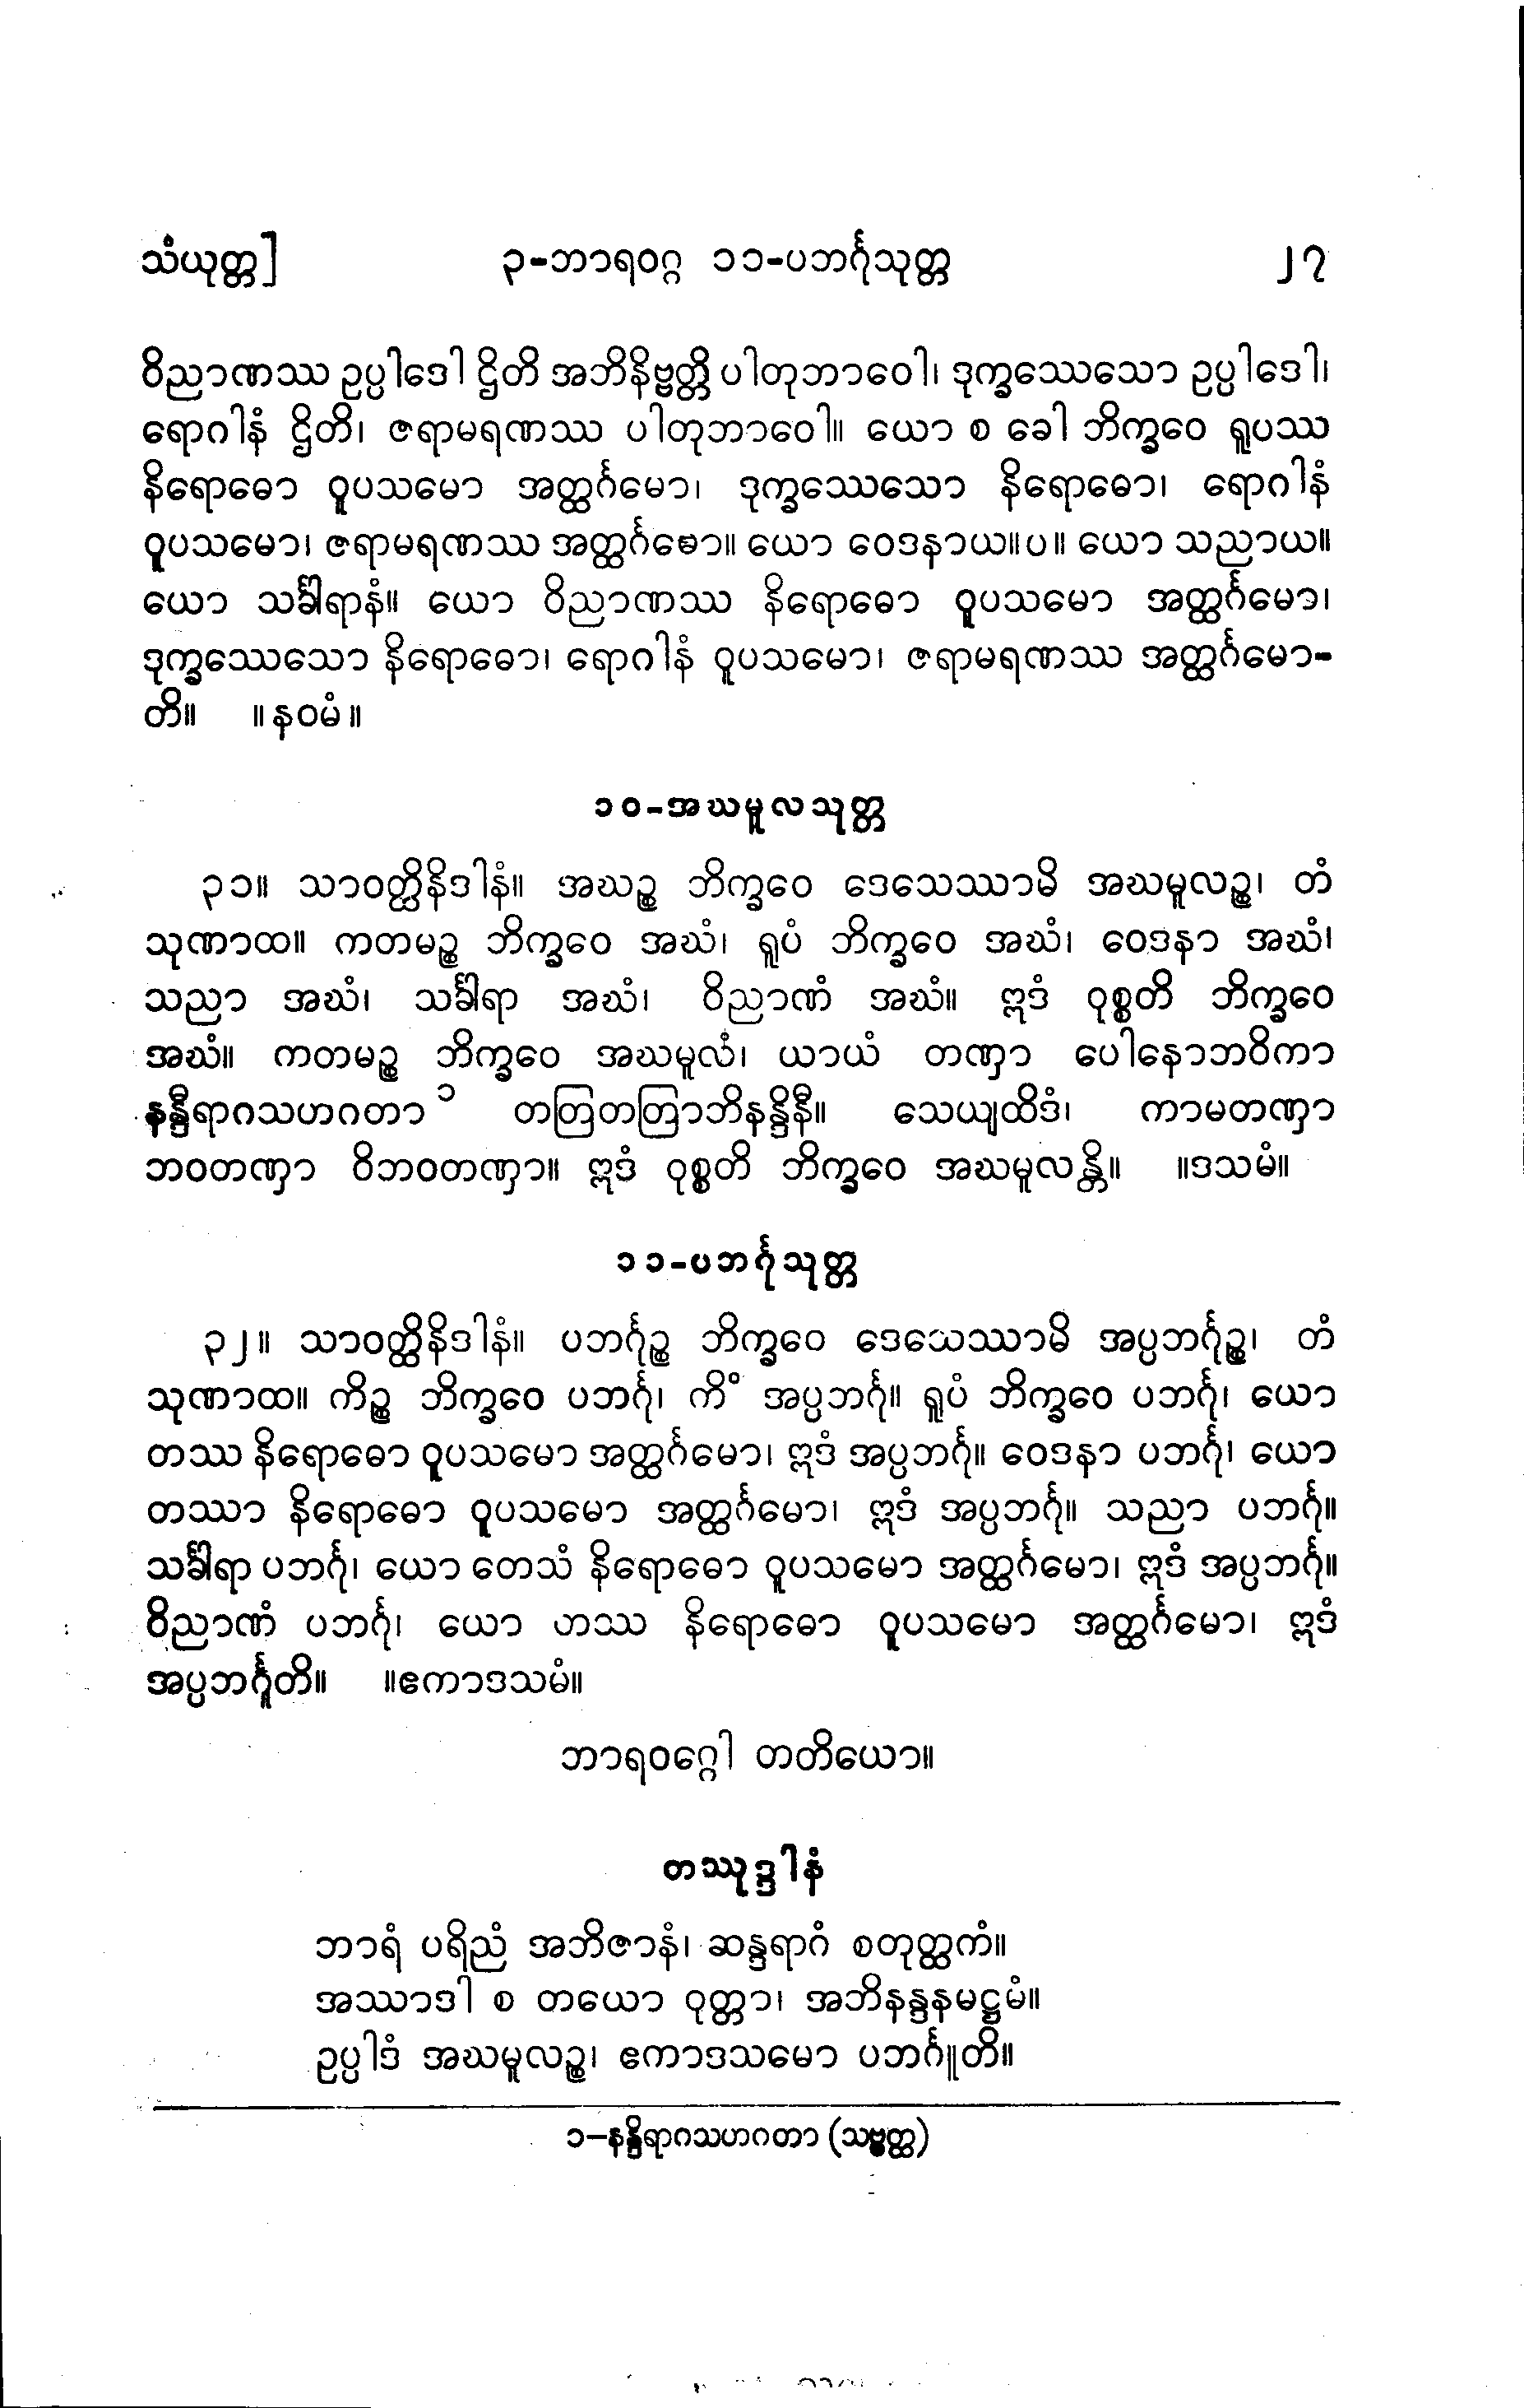 သံယုတ္တ] ၃-ဘာရဝဂ္ဂ ၁၁-ပဘင်္ဂုသုတ္တ ၂၇
ဝိညာဏဿ ဥပ္ပါဒေါ ဌိတိ အဘိနိဗ္ဗတ္တိ ပါတုဘာဝေါ၊ ဒုက္ခဿေသော ဥပ္ပါဒေါ၊
ရောဂါနံ ဌိတိ၊ ဇရာမရဏဿ ပါတုဘာဝေါ။ ယော စ ခေါ ဘိက္ခဝေ ရူပဿ
နိရောဓော ဝူပသမော အတ္ထင်္ဂမော၊ ဒုက္ခဿေသော နိရောဓော၊ ရောဂါနံ
ဝူပသမော၊ ဇရာမရဏဿ အတ္ထင်္ဂမော။ ယော ဝေဒနာယ။ပ။ ယော သညာယ။
ယော သင်္ခါရာနံ။ ယော ဝိညာဏဿ နိရောဓော ဝူပသမော အတ္ထင်္ဂမော၊
ဒုက္ခဿေသော နိရောဓော၊ ရောဂါနံ ဝူပသမော၊ ဇရာမရဏဿ အတ္ထင်္ဂမော-
တိ။ ။နဝမံ။
၁၀-အဃမူလသုတ္တ
၃၁။ သာဝတ္ထိနိဒါနံ။ အဃဉ္စ ဘိက္ခဝေ ဒေသေဿာမိ အဃမူလဉ္စ၊ တံ
သုဏာထ။ ကတမဉ္စ ဘိက္ခဝေ အဃံ၊ ရူပံ ဘိက္ခဝေ အဃံ၊ ဝေဒနာ အဃံ၊
သညာ အဃံ၊ သင်္ခါရာ အဃံ၊ ဝိညာဏံ အဃံ။ ဣဒံ ဝုစ္စတိ ဘိက္ခဝေ
အဃံ။ ကတမဉ္စ ဘိက္ခဝေ အဃမူလံ၊ ယာယံ တဏှာ ပေါနောဘဝိကာ
နန္ဒီရာဂသဟဂတာ ၁ တတြတတြာဘိနန္ဒိနီ။ သေယျထိဒံ၊ ကာမတဏှာ
ဘဝတဏှာ ဝိဘဝတဏှာ။ ဣဒံ ဝုစ္စတိ ဘိက္ခဝေ အဃမူလန္တိ။ ။ဒသမံ။
၁၁-ပဘင်္ဂုသုတ္တ
၃၂။ သာဝတ္ထိနိဒါနံ။ ပဘင်္ဂုဉ္စ ဘိက္ခဝေ ဒေသေဿာမိ အပ္ပဘင်္ဂုဉ္စ၊ တံ
သုဏာထ။ ကိဉ္စ ဘိက္ခဝေ ပဘင်္ဂု၊ ကိံ အပ္ပဘင်္ဂု။ ရူပံ ဘိက္ခဝေ ပဘင်္ဂု၊ ယော
တဿ နိရောဓော ဝူပသမော အတ္ထင်္ဂမော၊ ဣဒံ အပ္ပဘင်္ဂု။ ဝေဒနာ ပဘင်္ဂု၊ ယော
တဿာ နိရောဓော ဝူပသမော အတ္ထင်္ဂမော၊ ဣဒံ အပ္ပဘင်္ဂု။ သညာ ပဘင်္ဂု။
သင်္ခါရာ ပဘင်္ဂု၊ ယော တေသံ နိရောဓော ဝူပသမော အတ္ထင်္ဂမော၊ ဣဒံ အပ္ပဘင်္ဂု။
ဝိညာဏံ ပဘင်္ဂု၊ ယော တဿ နိရောဓော ဝူပသမော အတ္ထင်္ဂမော၊ ဣဒံ
အပ္ပဘင်္ဂူတိ။ ။ဧကာဒသမံ။
ဘာရဝဂ္ဂေါ တတိယော။
တဿုဒ္ဒါနံ
ဘာရံ ပရိညံ အဘိဇာနံ၊ ဆန္ဒရာဂံ စတုတ္ထကံ။
အဿာဒါ စ တယော ဝုတ္တာ၊ အဘိနန္ဒနမဋ္ဌမံ။
ဥပ္ပါဒံ အဃမူလဉ္စ၊ ဧကာဒသမော ပဘင်္ဂူတိ။
၁–နန္ဒိရာဂသဟဂတာ (သဗ္ဗတ္ထ)